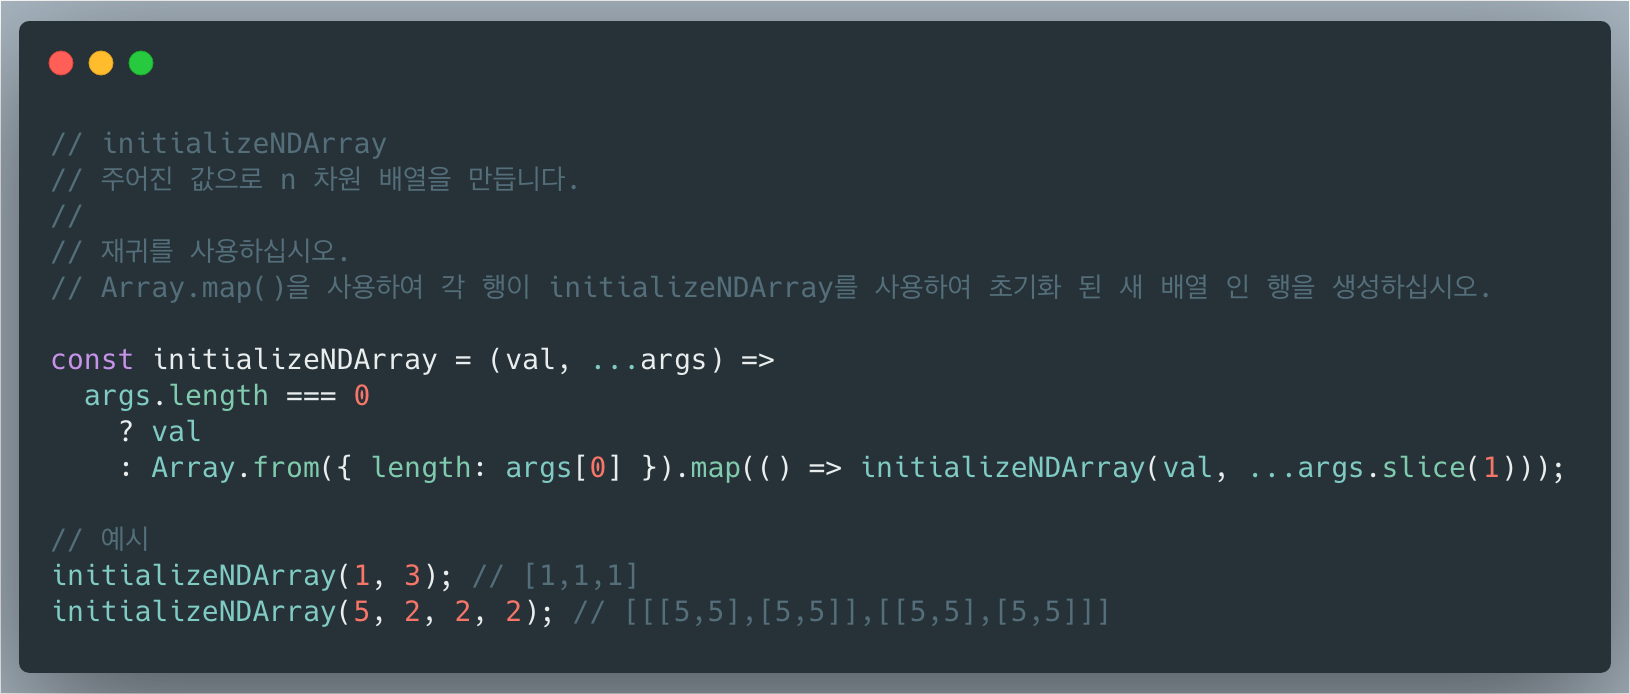 // initializeNDArray
// 주어진 값으로 n 차원 배열을 만듭니다.
//
// 재귀를 사용하십시오.
// Array.map()을 사용하여 각 행이 initializeNDArray를 사용하여 초기화 된 새 배열 인 행을 생성하십시오.
const initializeNDArray = (val, ...args) =>
  args.length === 0
    ? val
    : Array.from({ length: args[0] }).map(() => initializeNDArray(val, ...args.slice(1)));
// 예시
initializeNDArray(1, 3); // [1,1,1]
initializeNDArray(5, 2, 2, 2); // [[[5,5],[5,5]],[[5,5],[5,5]]]